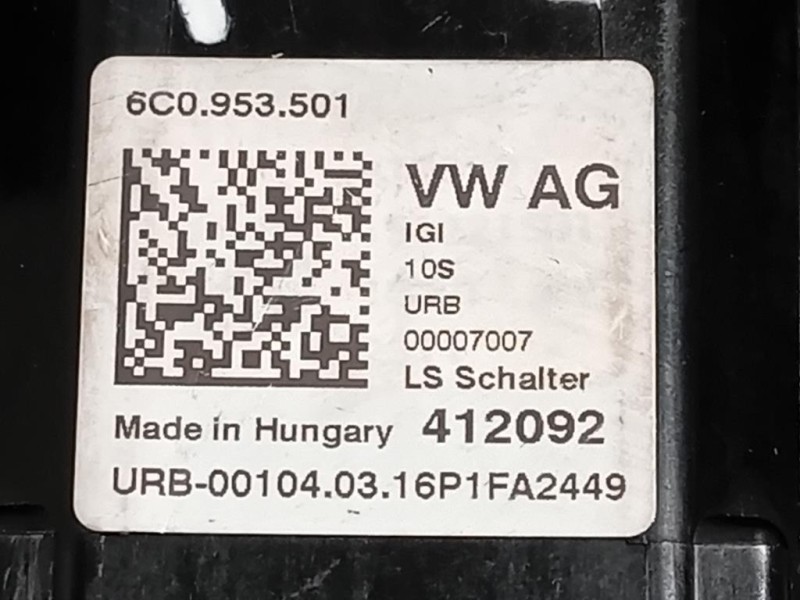 6C0.953.501
VW AG
IGI
10S
URB
00007007
LS Schalter
Made in Hungary 412092
URB-00104.03.16P1FA2449